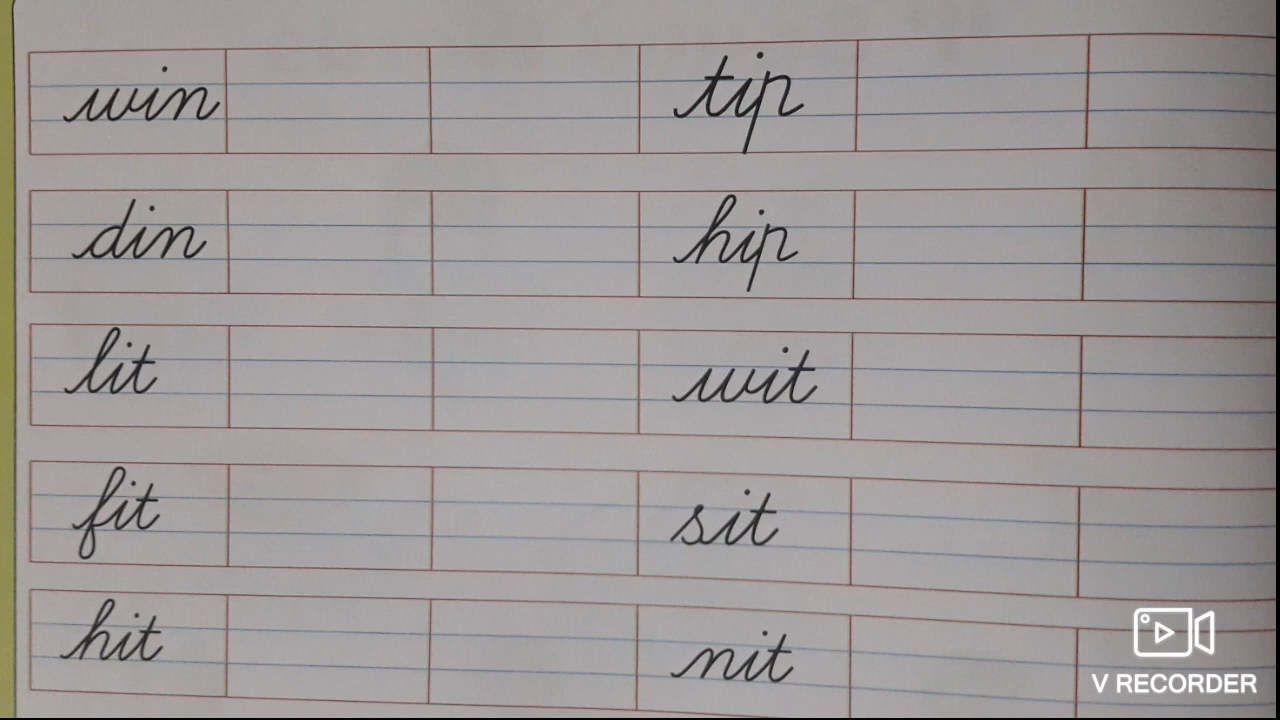 win tip
din hip
lit wit
fit sit
hit nit
V RECORDER